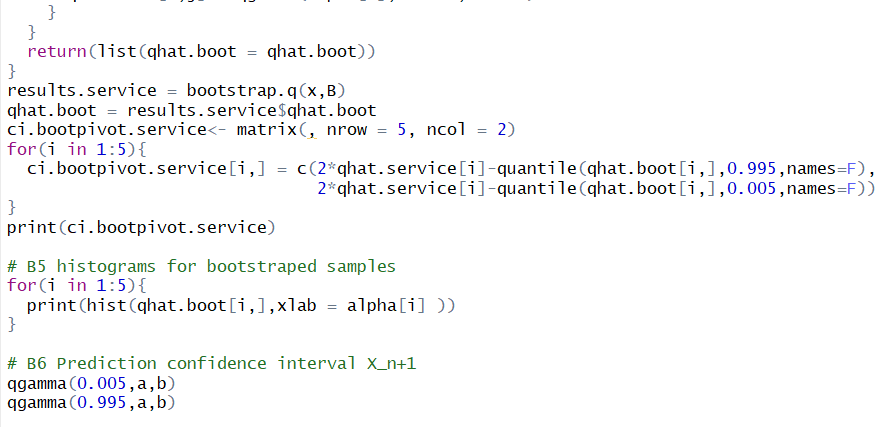 }
}
return(list(qhat.boot = qhat.boot))
}
results.service = bootstrap.q(x,B)
qhat.boot = results.service$qhat.boot
ci.bootpivot.service<- matrix(, nrow = 5, ncol = 2)
for(i in 1:5){
ci.bootpivot.service[i,] = c(2*qhat.service[i]-quantile(qhat.boot[i,],0.995,names=F),
2*qhat.service[i]-quantile(qhat.boot[i,],0.005,names=F))
}
print(ci.bootpivot.service)
# B5 histograms for bootstraped samples
for(i in 1:5){
print(hist(qhat.boot[i,],xlab = alpha[i] ))
}
# B6 Prediction confidence interval X_n+1
qgamma(0.005,a,b)
qgamma(0.995,a,b)